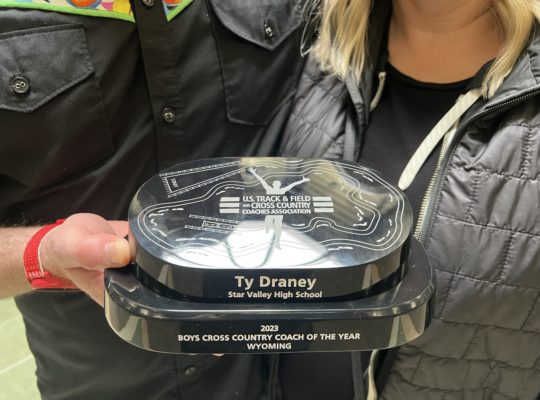 U.S. TRACK & FIELD
AND CROSS COUNTRY
COACHES ASSOCIATION
Ty Draney
Star Valley High School
2023
BOYS CROSS COUNTRY COACH OF THE YEAR
WYOMING